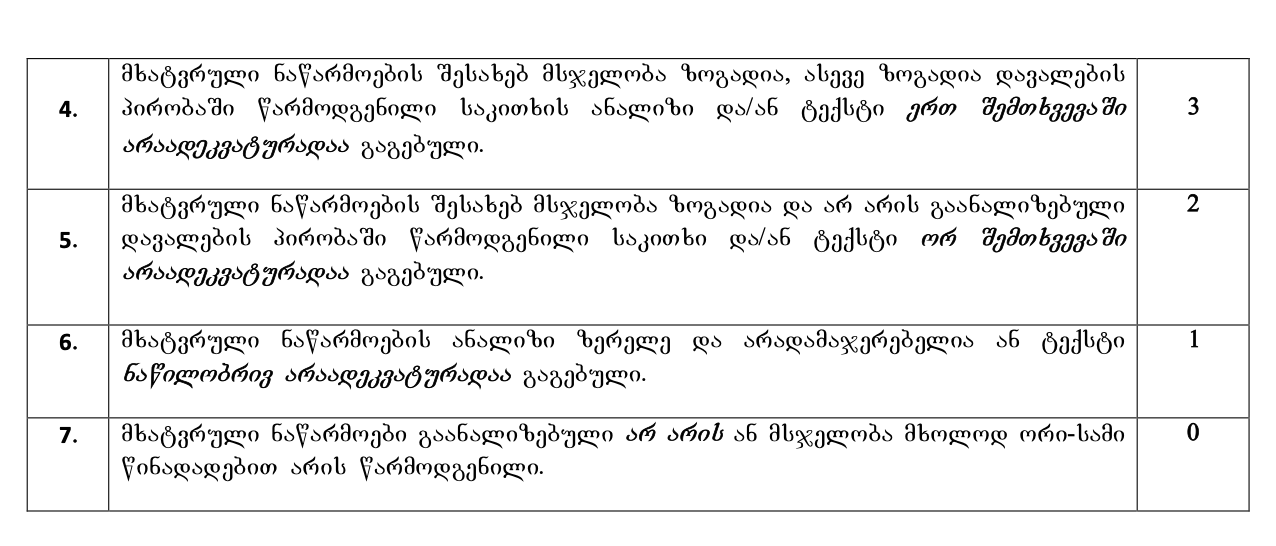 მხატვრული ნაწარმოების შესახებ მსჯელობა ზოგადია, ასევე ზოგადია დავალების
4. პირობაში წარმოდგენილი საკითხის ანალიზი და/ან ტექსტი ერთ შემთხვევაში 3
არაადეკვატურადაა გაგებული.
მხატვრული ნაწარმოების შესახებ მსჯელობა ზოგადია და არ არის გაანალიზებული 2
5. დავალების პირობაში წარმოდგენილი საკითხი და/ან ტექსტი ორ შემთხვევაში
არაადეკვატურადაა გაგებული.
6. მხატვრული ნაწარმოების ანალიზი ზერელე და არადამაჯერებელია ან ტექსტი 1
ნაწილობრივ არაადეკვატურადაა გაგებული.
7. მხატვრული ნაწარმოები გაანალიზებული არ არის ან მსჯელობა მხოლოდ ორი-სამი 0
წინადადებით არის წარმოდგენილი.